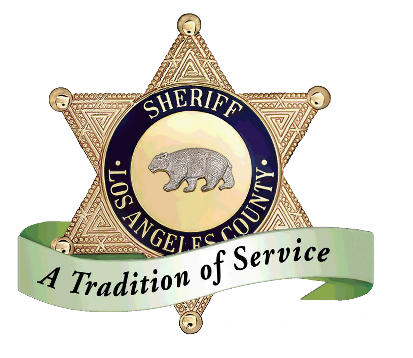 SHERIFF
· LOS ANGELES COUNTY ·
A Tradition of Service